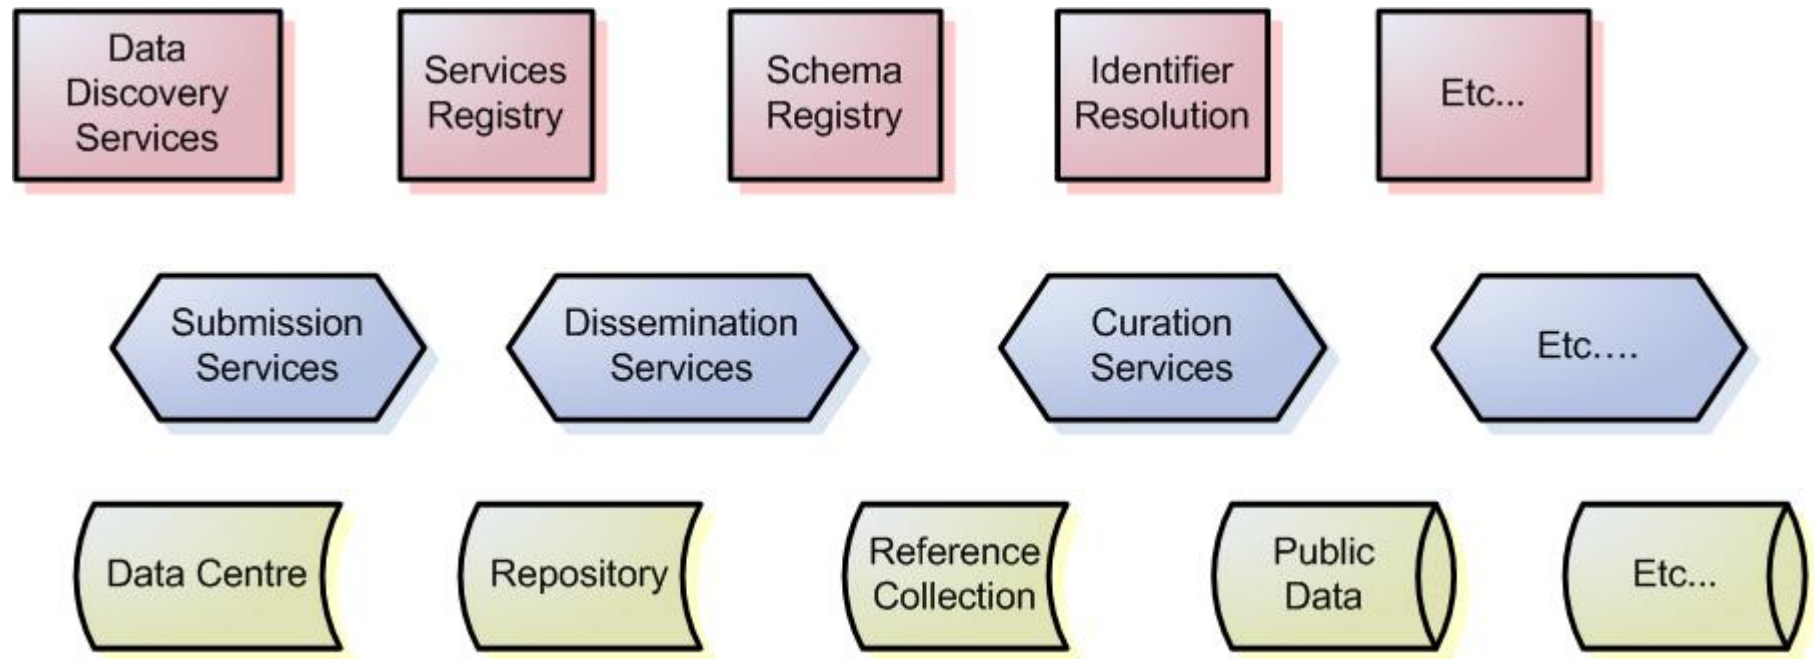 Data
Discovery
Services
Services
Registry
Schema
Registry
Identifier
Resolution
Etc...
Submission
Services
Dissemination
Services
Curation
Services
Etc....
Data Centre
Repository
Reference
Collection
Public
Data
Etc...